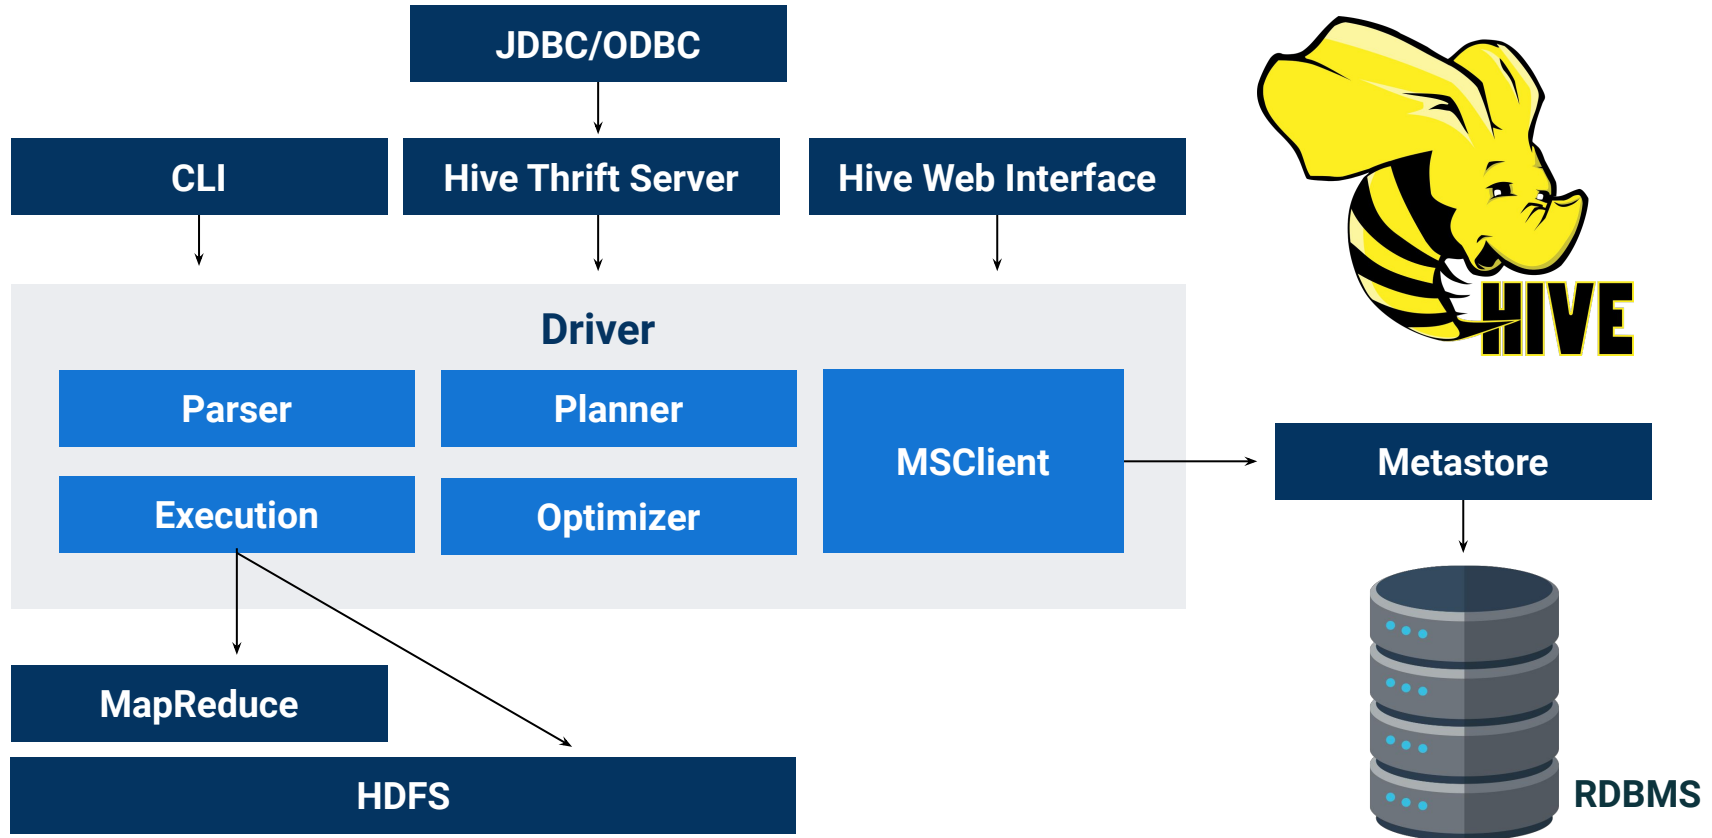 JDBC/ODBC
CLI
Hive Thrift Server
Hive Web Interface
HIVE
Driver
Parser
Planner
MSClient
Metastore
Execution
Optimizer
MapReduce
HDFS
RDBMS